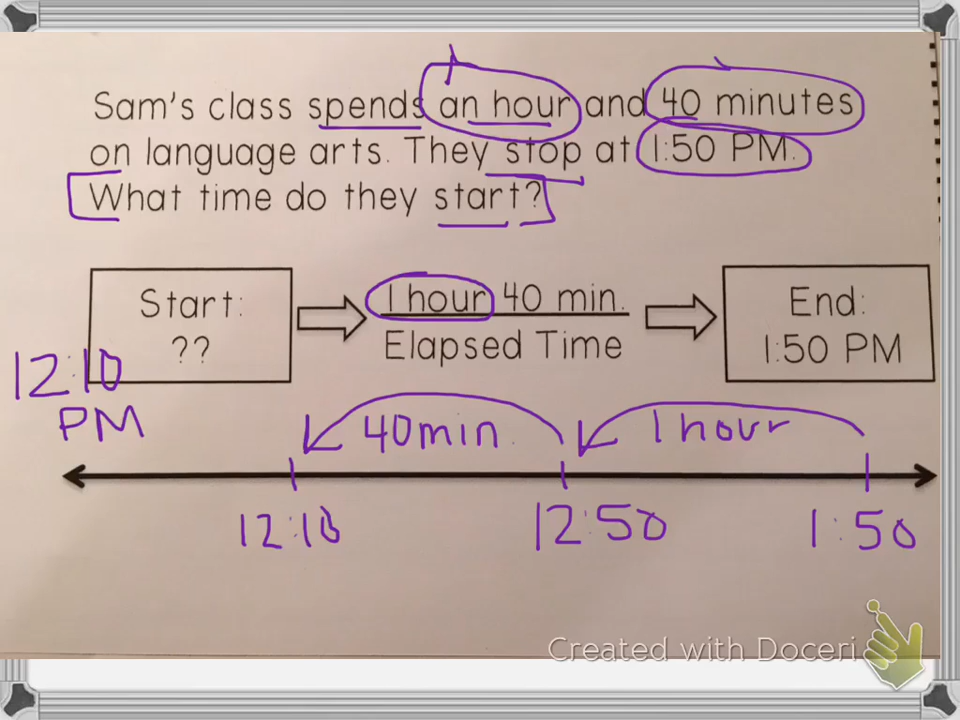 Sam's class spends an hour and 40 minutes
on language arts. They stop at 1:50 PM.
What time do they start?
Start:
??
1 hour 40 min.
Elapsed Time
End:
1:50 PM
12:10
PM
40min.
1hour
12:10
12:50
1:50
Created with Doceri